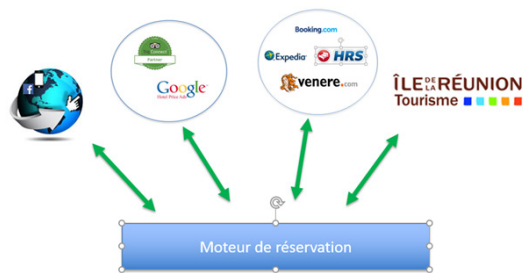 Booking.com
Partner
Google
Hotel Price Ads
Expedia
HRS
venere.com
ÎLE DE LA RÉUNION
Tourisme
Moteur de réservation